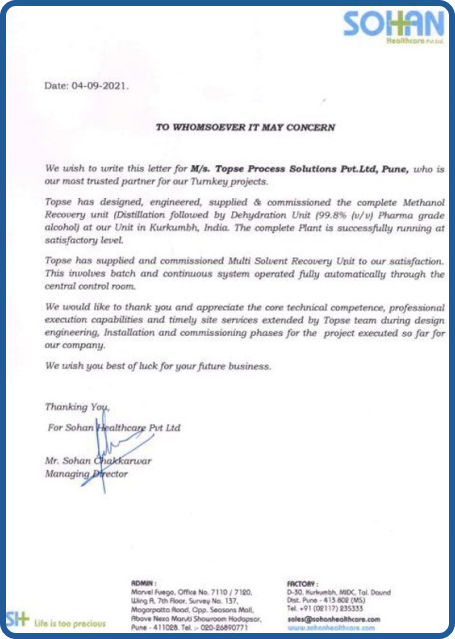 SOHAN
Healthcare Pvt.Ltd.
Date: 04-09-2021.
TO WHOMSOEVER IT MAY CONCERN
We wish to write this letter for M/s. Topse Process Solutions Pvt.Ltd, Pune, who is
our most trusted partner for our Turnkey projects.
Topse has designed, engineered, supplied & commissioned the complete Methanol
Recovery unit (Distillation followed by Dehydration Unit (99.8% (v/v) Pharma grade
alcohol) at our Unit in Kurkumbh, India. The complete Plant is successfully running at
satisfactory level.
Topse has supplied and commissioned Multi Solvent Recovery Unit to our satisfaction.
This involves batch and continuous system operated fully automatically through the
central control room.
We would like to thank you and appreciate the core technical competence, professional
execution capabilities and timely site services extended by Topse team during design
engineering, Installation and commissioning phases for the project executed so far for
our company.
We wish you best of luck for your future business.
Thanking You,
For Sohan Healthcare Pvt Ltd
Mr. Sohan Chakkarwar
Managing Director
ADMIN :
Marvel Fuego, Office No. 7110 / 7120,
Wing A, 7th Floor, Survey No. 137,
Magarpatta Road, Opp. Seasons Mall,
Above Nexa Maruti Showroom Hadapsar,
Pune - 411028. Tel. :- 020-26890771
FACTORY :
D-30, Kurkumbh, MIDC, Tal. Daund
Dist. Pune - 413 802 (MS)
Tel. +91 (02117) 235333
sales@sohanhealthcare.com
www.sohanhealthcare.com
SH Life is too precious